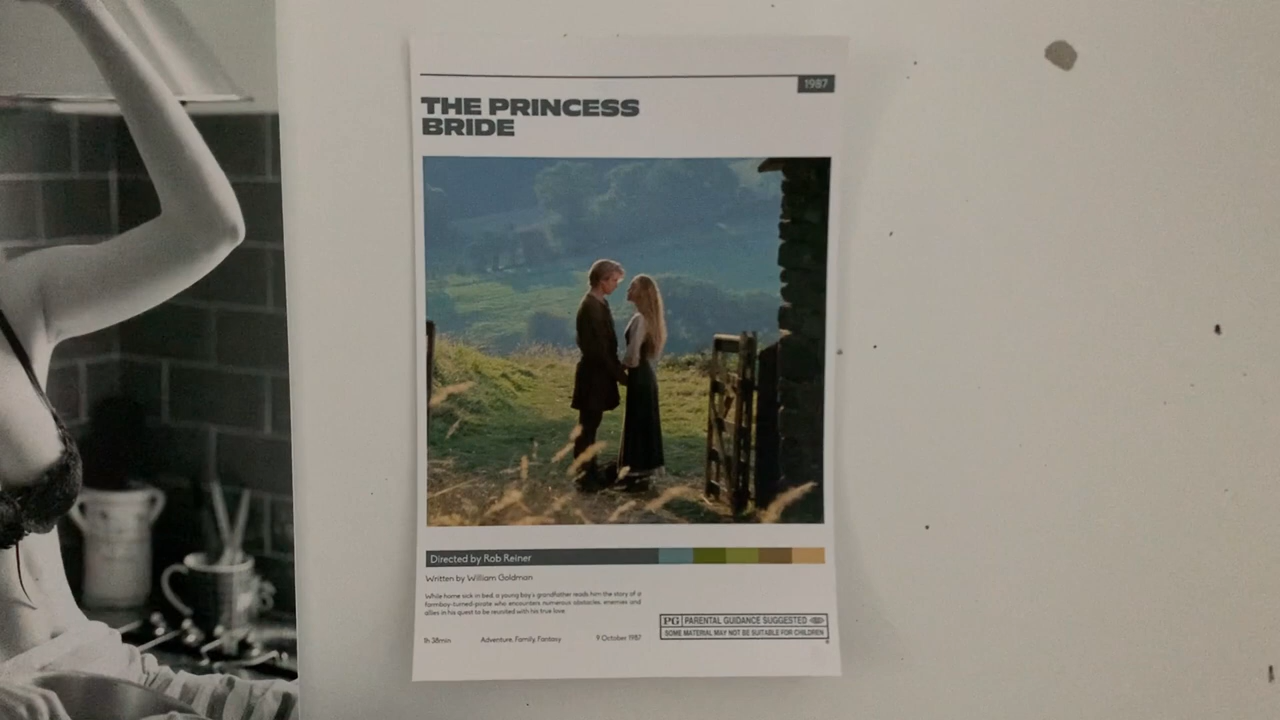 1987
THE PRINCESS
BRIDE
Directed by Rob Reiner
Written by William Goldman
While home sick in bed, a young boy's grandfather reads him the story of a
farmboy-turned-pirate who encounters numerous obstacles, enemies and
allies in his quest to be reunited with his true love.
1h 38min Adventure, Family, Fantasy 9 October 1987
PG PARENTAL GUIDANCE SUGGESTED
SOME MATERIAL MAY NOT BE SUITABLE FOR CHILDREN